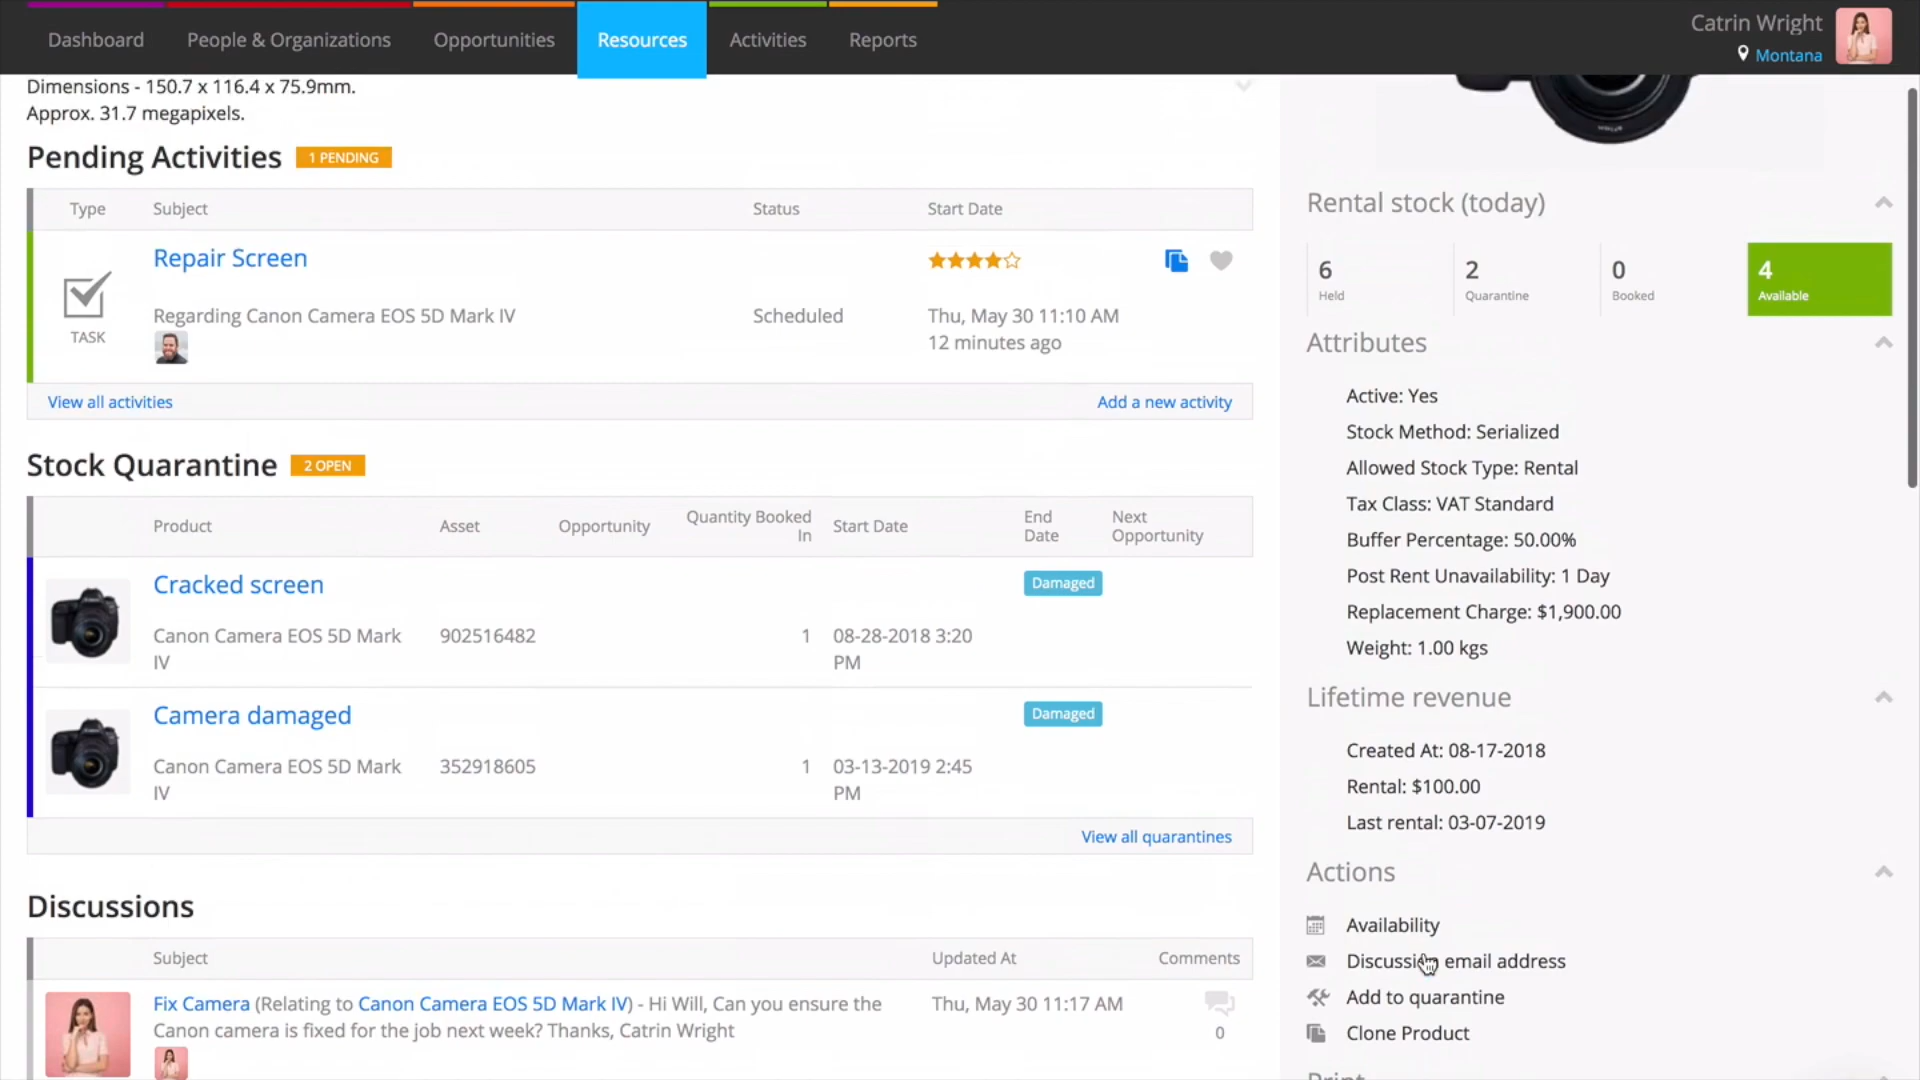 Dashboard
People & Organizations
Opportunities
Resources
Activities
Reports
Catrin Wright
Montana
Dimensions - 150.7 x 116.4 x 75.9mm.
Approx. 31.7 megapixels.
Pending Activities 1 PENDING
Type Subject Status Start Date
Repair Screen
TASK
Regarding Canon Camera EOS 5D Mark IV Scheduled Thu, May 30 11:10 AM
12 minutes ago
View all activities Add a new activity
Stock Quarantine 2 OPEN
Product Asset Opportunity Quantity Booked In Start Date End Date Next Opportunity
Cracked screen Damaged
Canon Camera EOS 5D Mark 902516482 1 08-28-2018 3:20
IV PM
Camera damaged Damaged
Canon Camera EOS 5D Mark 352918605 1 03-13-2019 2:45
IV PM
View all quarantines
Discussions
Subject Updated At Comments
Fix Camera (Relating to Canon Camera EOS 5D Mark IV) - Hi Will, Can you ensure the Thu, May 30 11:17 AM
Canon camera is fixed for the job next week? Thanks, Catrin Wright 0
Rental stock (today)
6 2 0 4
Held Quarantine Booked Available
Attributes
Active: Yes
Stock Method: Serialized
Allowed Stock Type: Rental
Tax Class: VAT Standard
Buffer Percentage: 50.00%
Post Rent Unavailability: 1 Day
Replacement Charge: $1,900.00
Weight: 1.00 kgs
Lifetime revenue
Created At: 08-17-2018
Rental: $100.00
Last rental: 03-07-2019
Actions
Availability
Discussion email address
Add to quarantine
Clone Product
Print